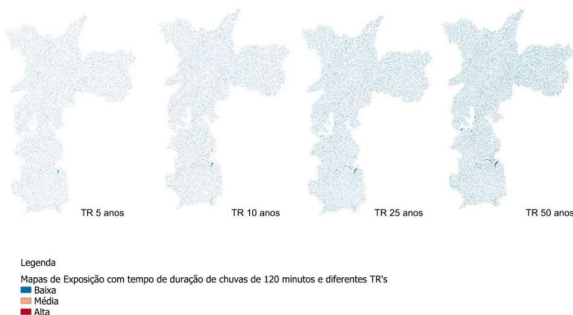 TR 5 anos
TR 10 anos
TR 25 anos
TR 50 anos
Legenda
Mapas de Exposição com tempo de duração de chuvas de 120 minutos e diferentes TR's
Baixa
Média
Alta